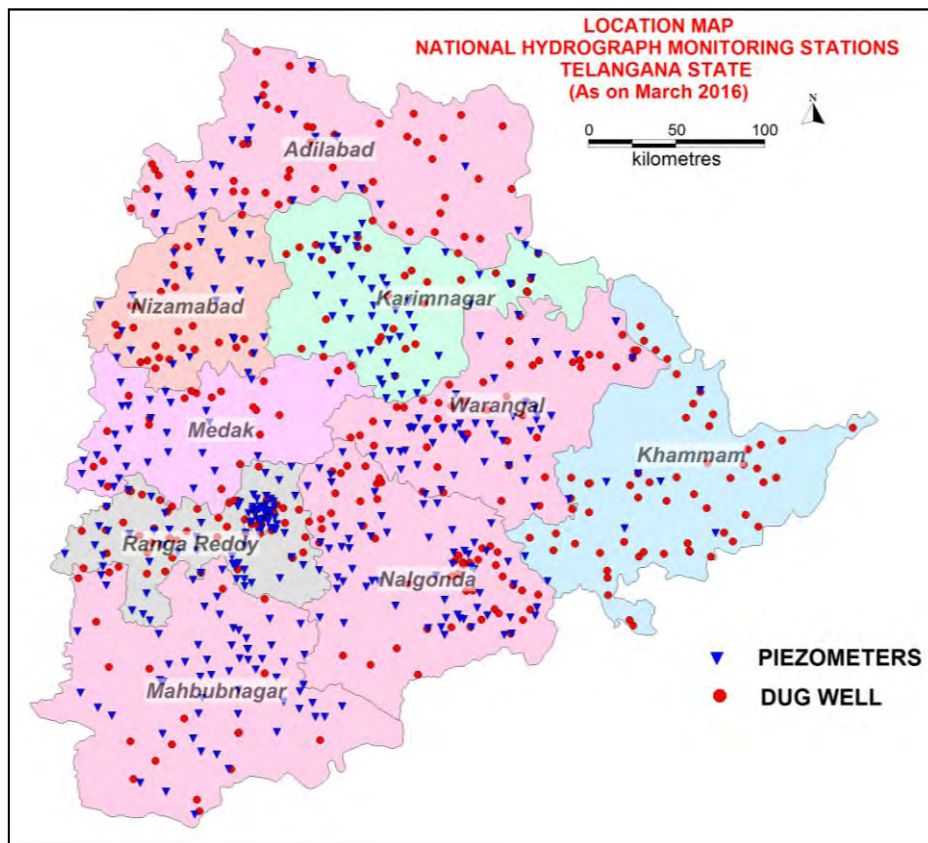 LOCATION MAP
NATIONAL HYDROGRAPH MONITORING STATIONS
TELANGANA STATE
(As on March 2016)
N
0 50 100
kilometres
Adilabad
Nizamabad
Karimnagar
Medak
Warangal
Khammam
Ranga Reddy
Nalgonda
Mahbubnagar
PIEZOMETERS
DUG WELL